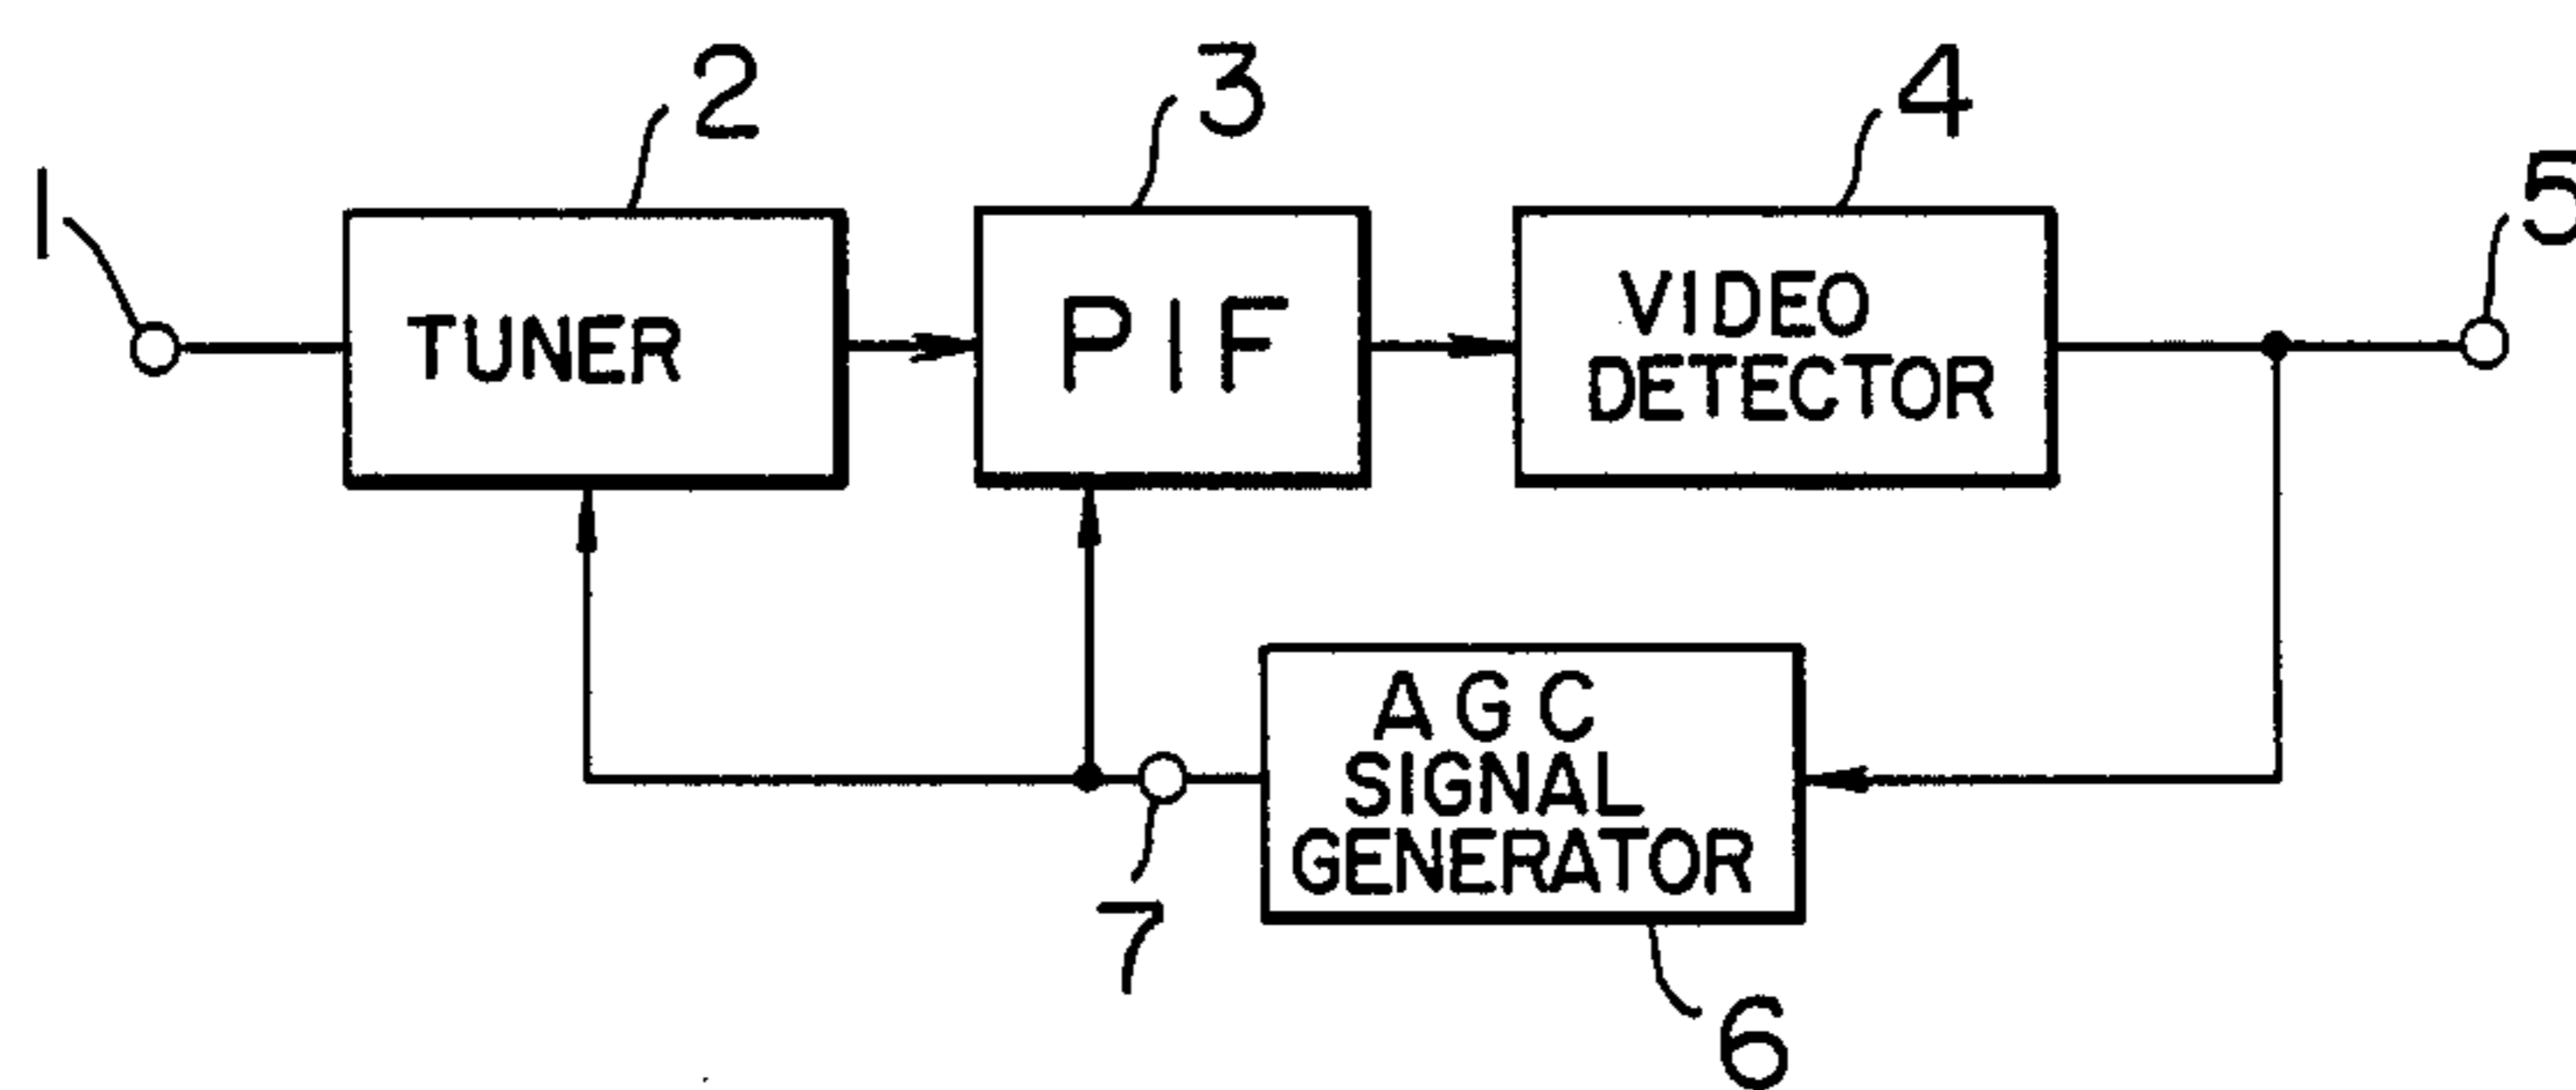 1
2
3
4
5
TUNER
PIF
VIDEO
DETECTOR
AGC
SIGNAL
GENERATOR
7
6